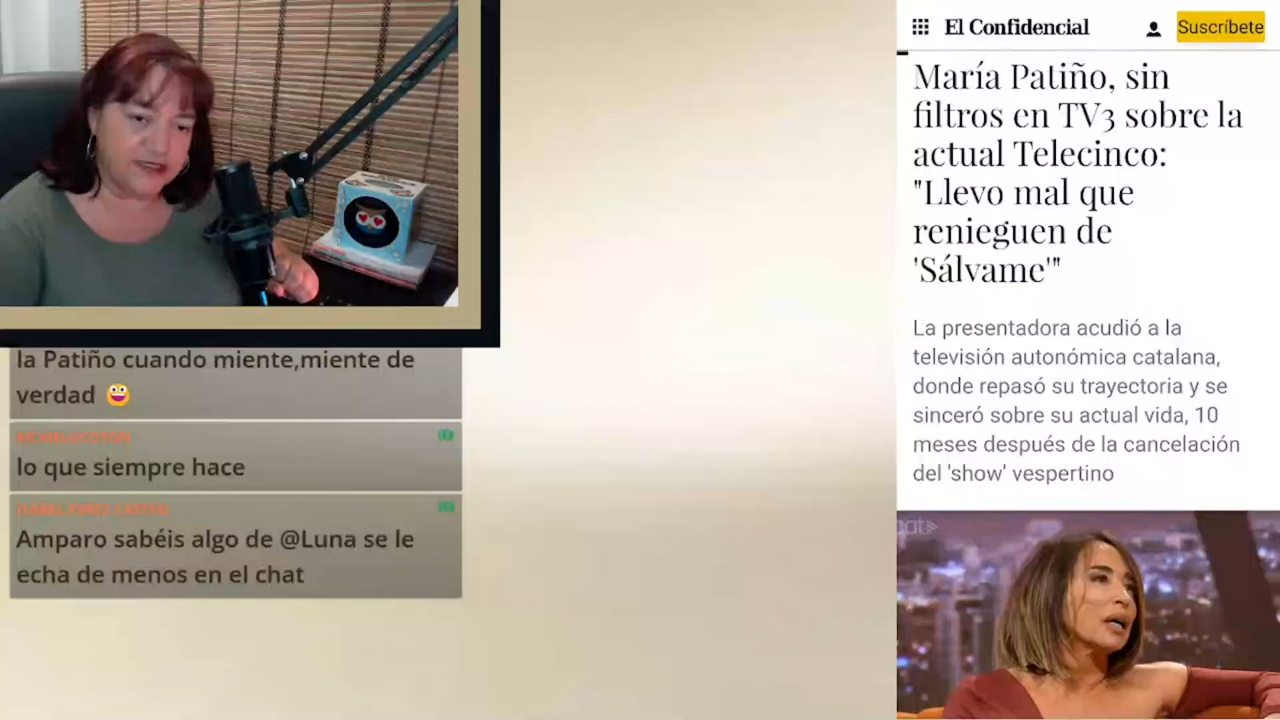 la Patiño cuando miente,miente de
verdad 😀
lo que siempre hace
ISABEL PEREZ CASTRO
Amparo sabéis algo de @Luna se le
echa de menos en el chat
El Confidencial
Suscríbete
María Patiño, sin
filtros en TV3 sobre la
actual Telecinco:
"Llevo mal que
renieguen de
'Sálvame'"
La presentadora acudió a la
televisión autonómica catalana,
donde repasó su trayectoria y se
sinceró sobre su actual vida, 10
meses después de la cancelación
del 'show' vespertino